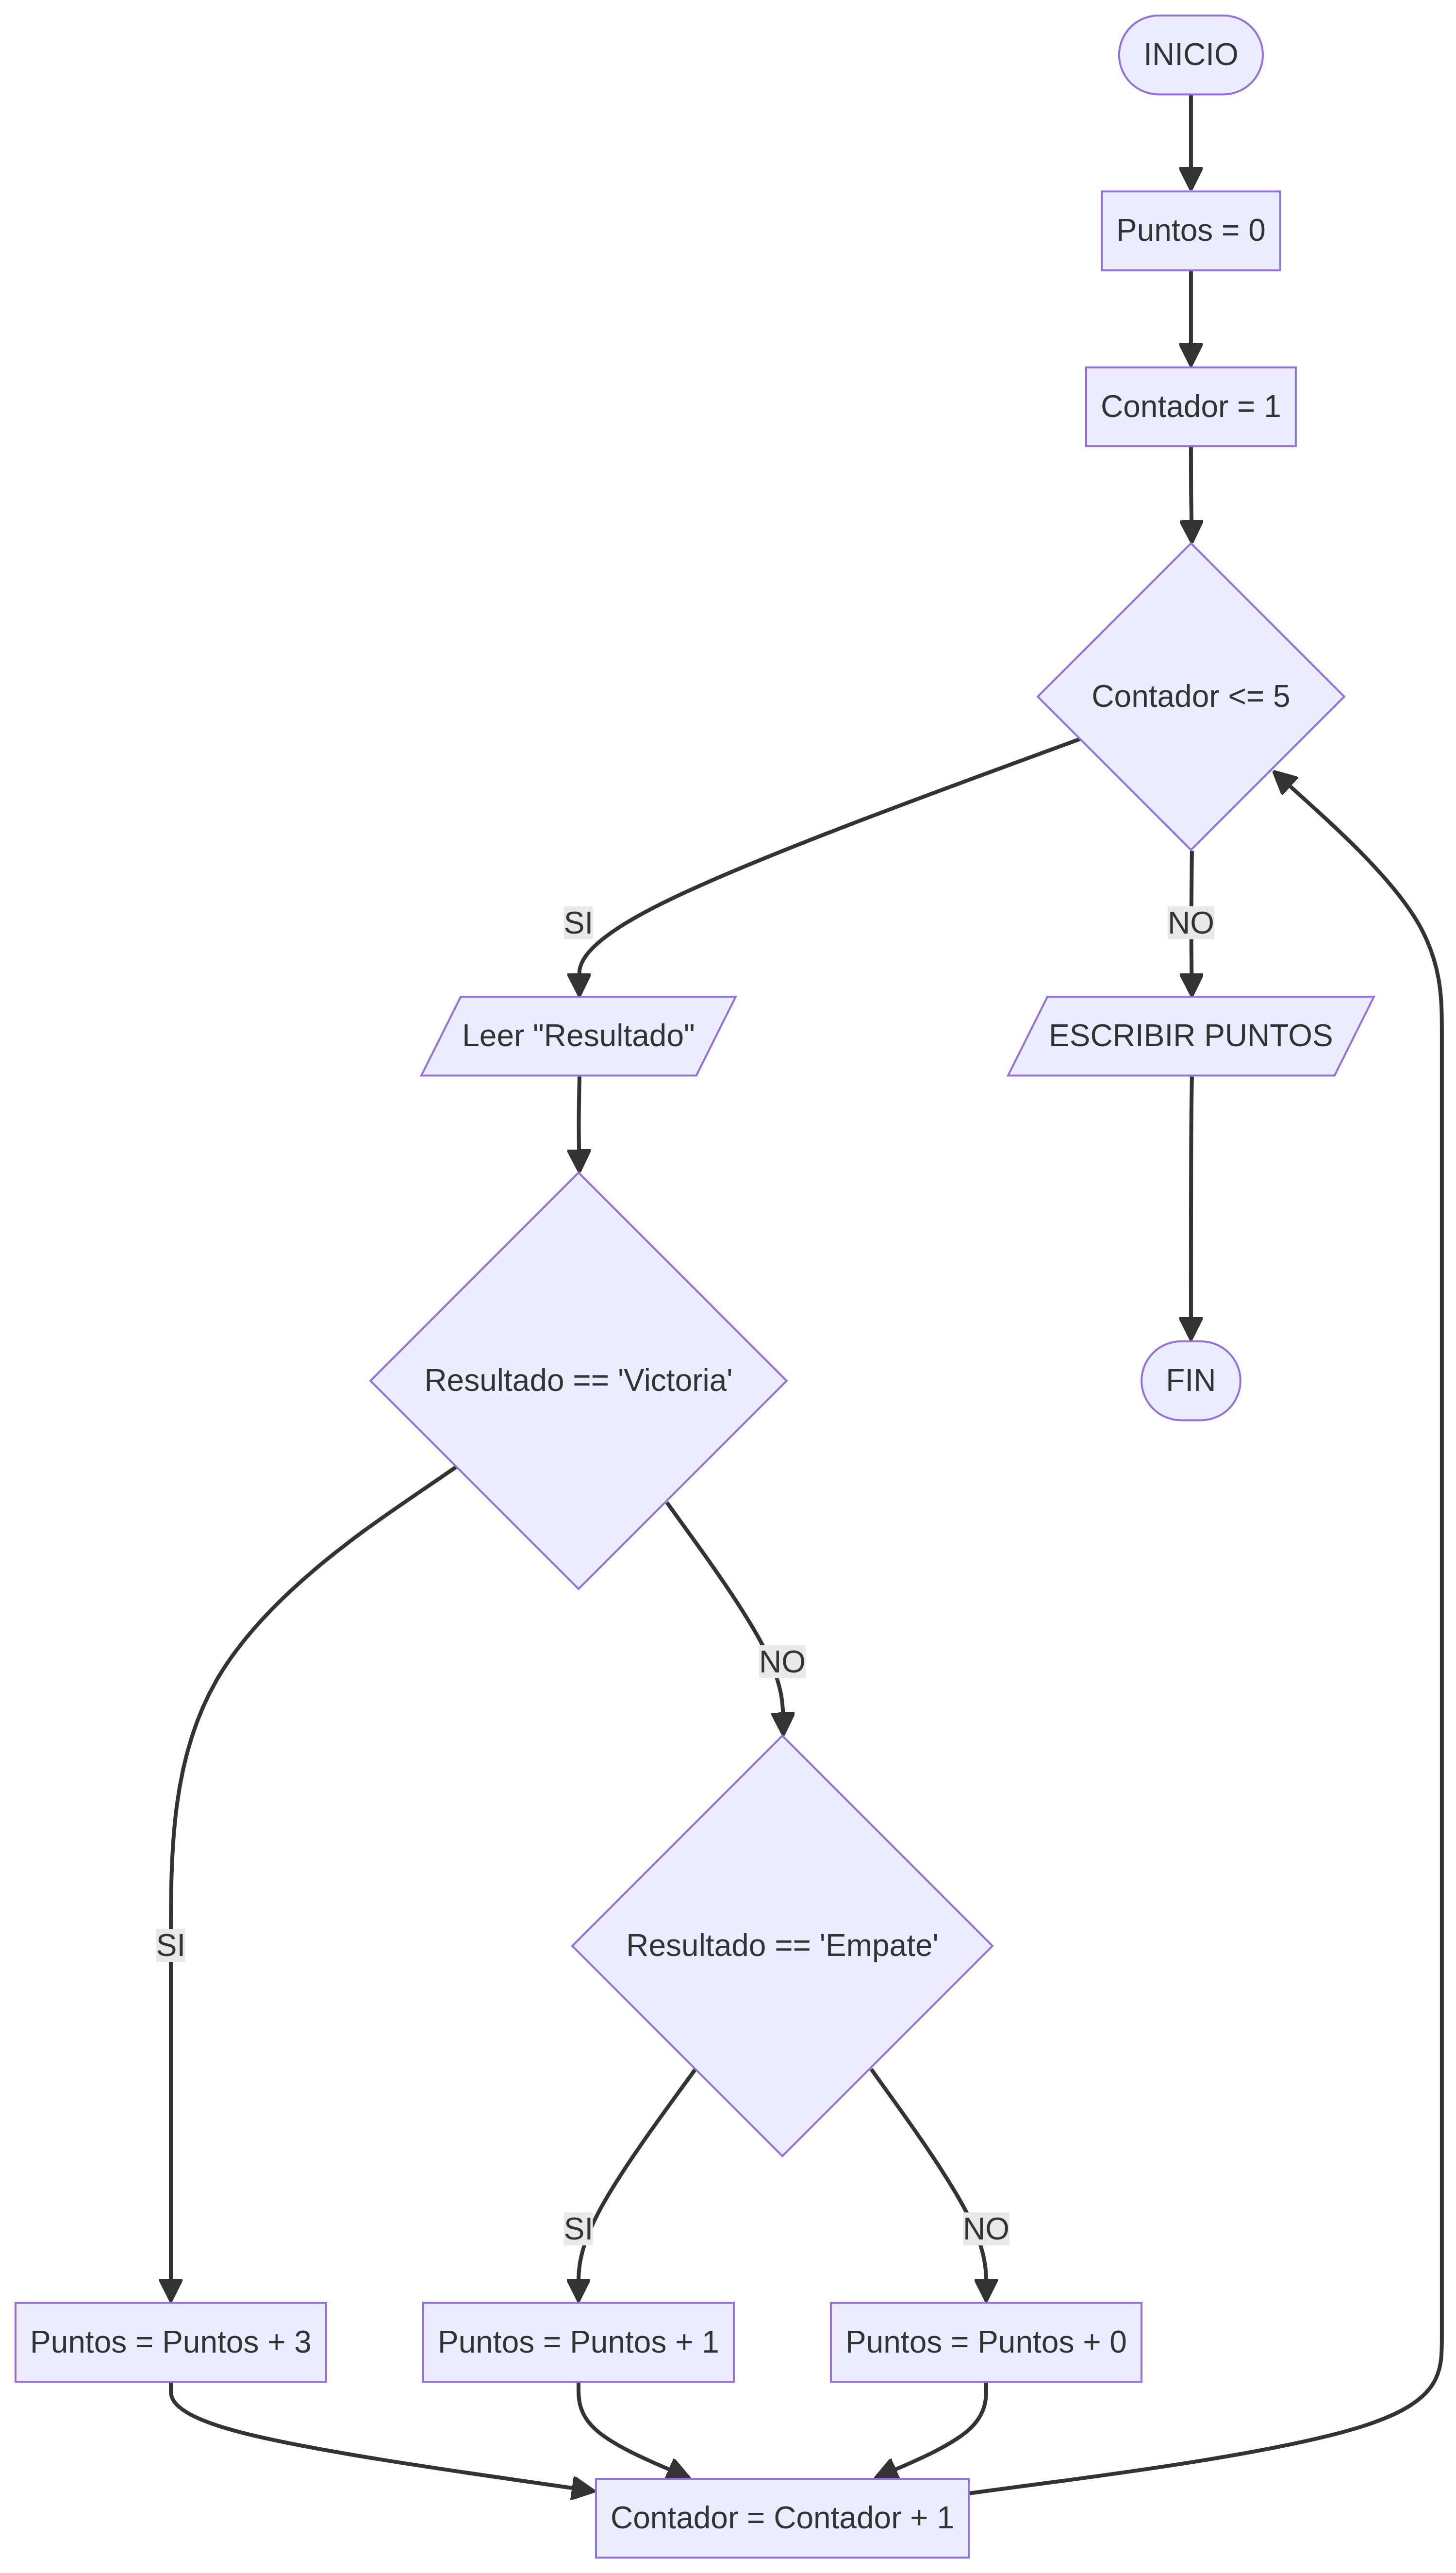 INICIO
Puntos = 0
Contador = 1
Contador <= 5
SI
NO
Leer "Resultado"
ESCRIBIR PUNTOS
Resultado == 'Victoria'
FIN
NO
SI
Resultado == 'Empate'
SI
NO
Puntos = Puntos + 3
Puntos = Puntos + 1
Puntos = Puntos + 0
Contador = Contador + 1